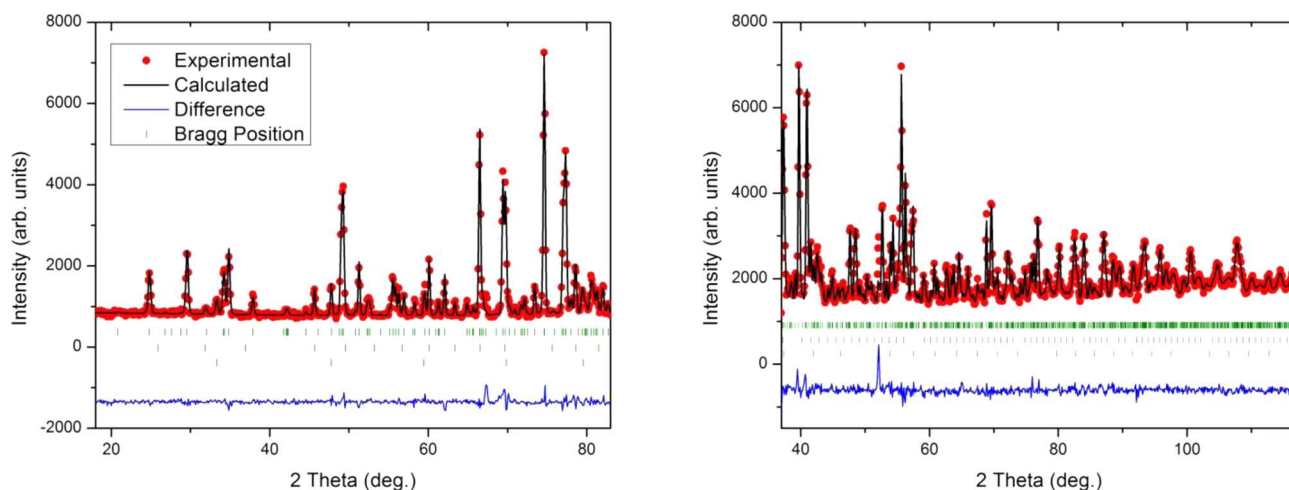 8000
6000
4000
2000
0
-2000
Intensity (arb. units)
Experimental
Calculated
Difference
Bragg Position
20 40 60 80
2 Theta (deg.)
8000
6000
4000
2000
0
Intensity (arb. units)
40 60 80 100
2 Theta (deg.)